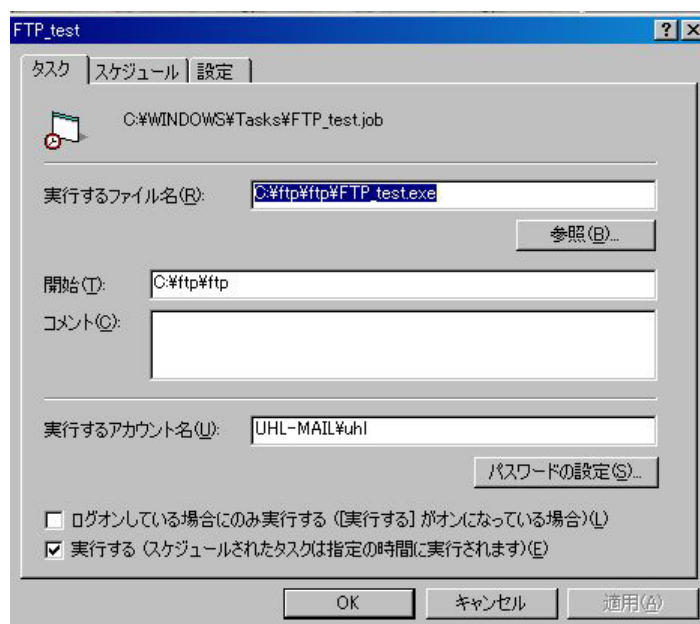 FTP_test
タスク スケジュール 設定
C:¥WINDOWS¥Tasks¥FTP_test.job
実行するファイル名(R): C:¥ftp¥ftp¥FTP_test.exe
参照(B)...
開始(T): C:¥ftp¥ftp
コメント(C):
実行するアカウント名(U): UHL-MAIL¥uhl
パスワードの設定(S)...
ログオンしている場合にのみ実行する ([実行する] がオンになっている場合)(L)
実行する (スケジュールされたタスクは指定の時間に実行されます)(E)
OK キャンセル 適用(A)